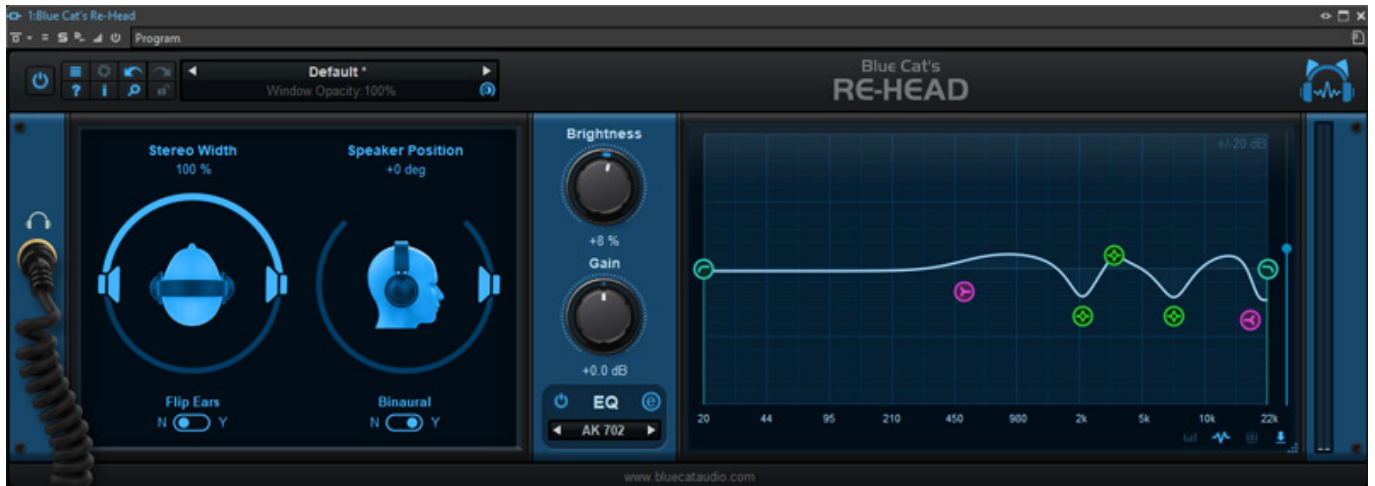 1:Blue Cat's Re-Head
Program
Default *
Window Opacity:100%
Blue Cat's
RE-HEAD
Stereo Width
100 %
Speaker Position
+0 deg
Flip Ears
N Y
Binaural
N Y
Brightness
+8 %
Gain
+0.0 dB
EQ
AK 702
+/-20 dB
20 44 95 210 450 980 2k 5k 10k 22k
www.bluecataudio.com